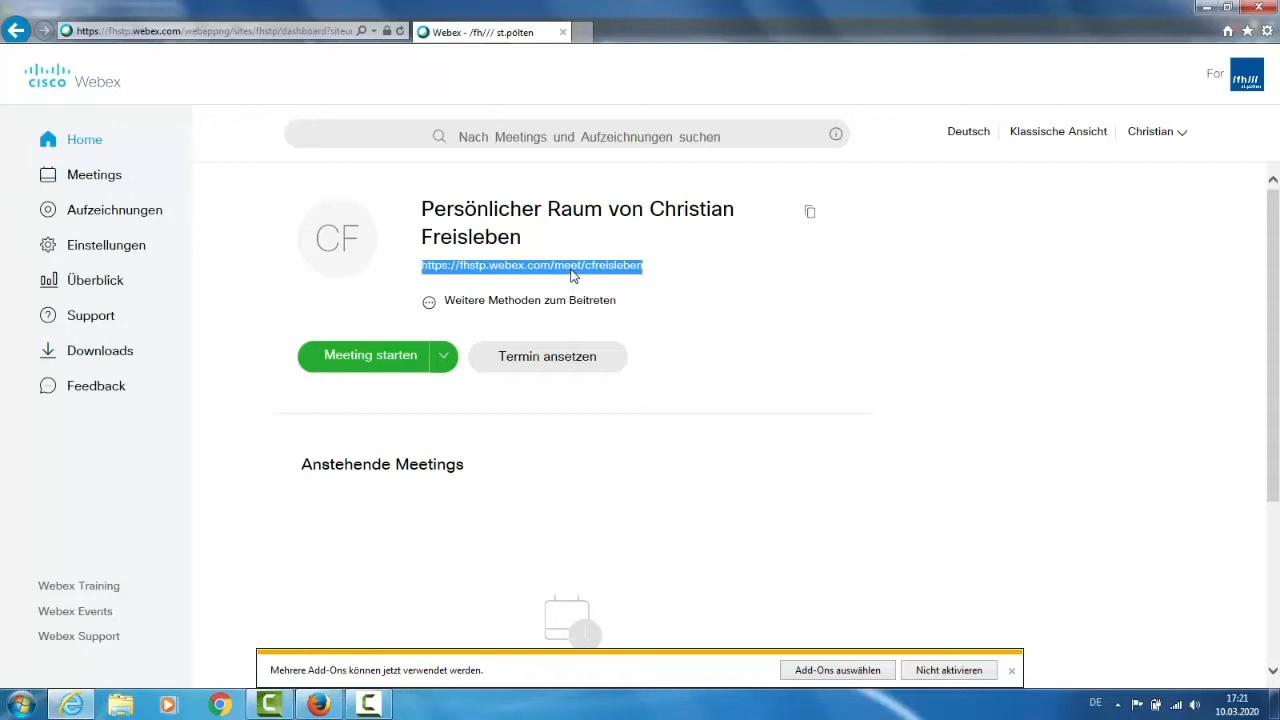 https://fhstp.webex.com/webappng/sites/fhstp/dashboard?siteu
Webex - /fh/// st.pölten
cisco Webex
For
/fh///
st.pölten
Home
Meetings
Aufzeichnungen
Einstellungen
Überblick
Support
Downloads
Feedback
Webex Training
Webex Events
Webex Support
Nach Meetings und Aufzeichnungen suchen
Deutsch
Klassische Ansicht
Christian
CF
Persönlicher Raum von Christian
Freisleben
https://fhstp.webex.com/meet/cfreisleben
Weitere Methoden zum Beitreten
Meeting starten
Termin ansetzen
Anstehende Meetings
Mehrere Add-Ons können jetzt verwendet werden.
Add-Ons auswählen
Nicht aktivieren
DE
17:21
10.03.2020